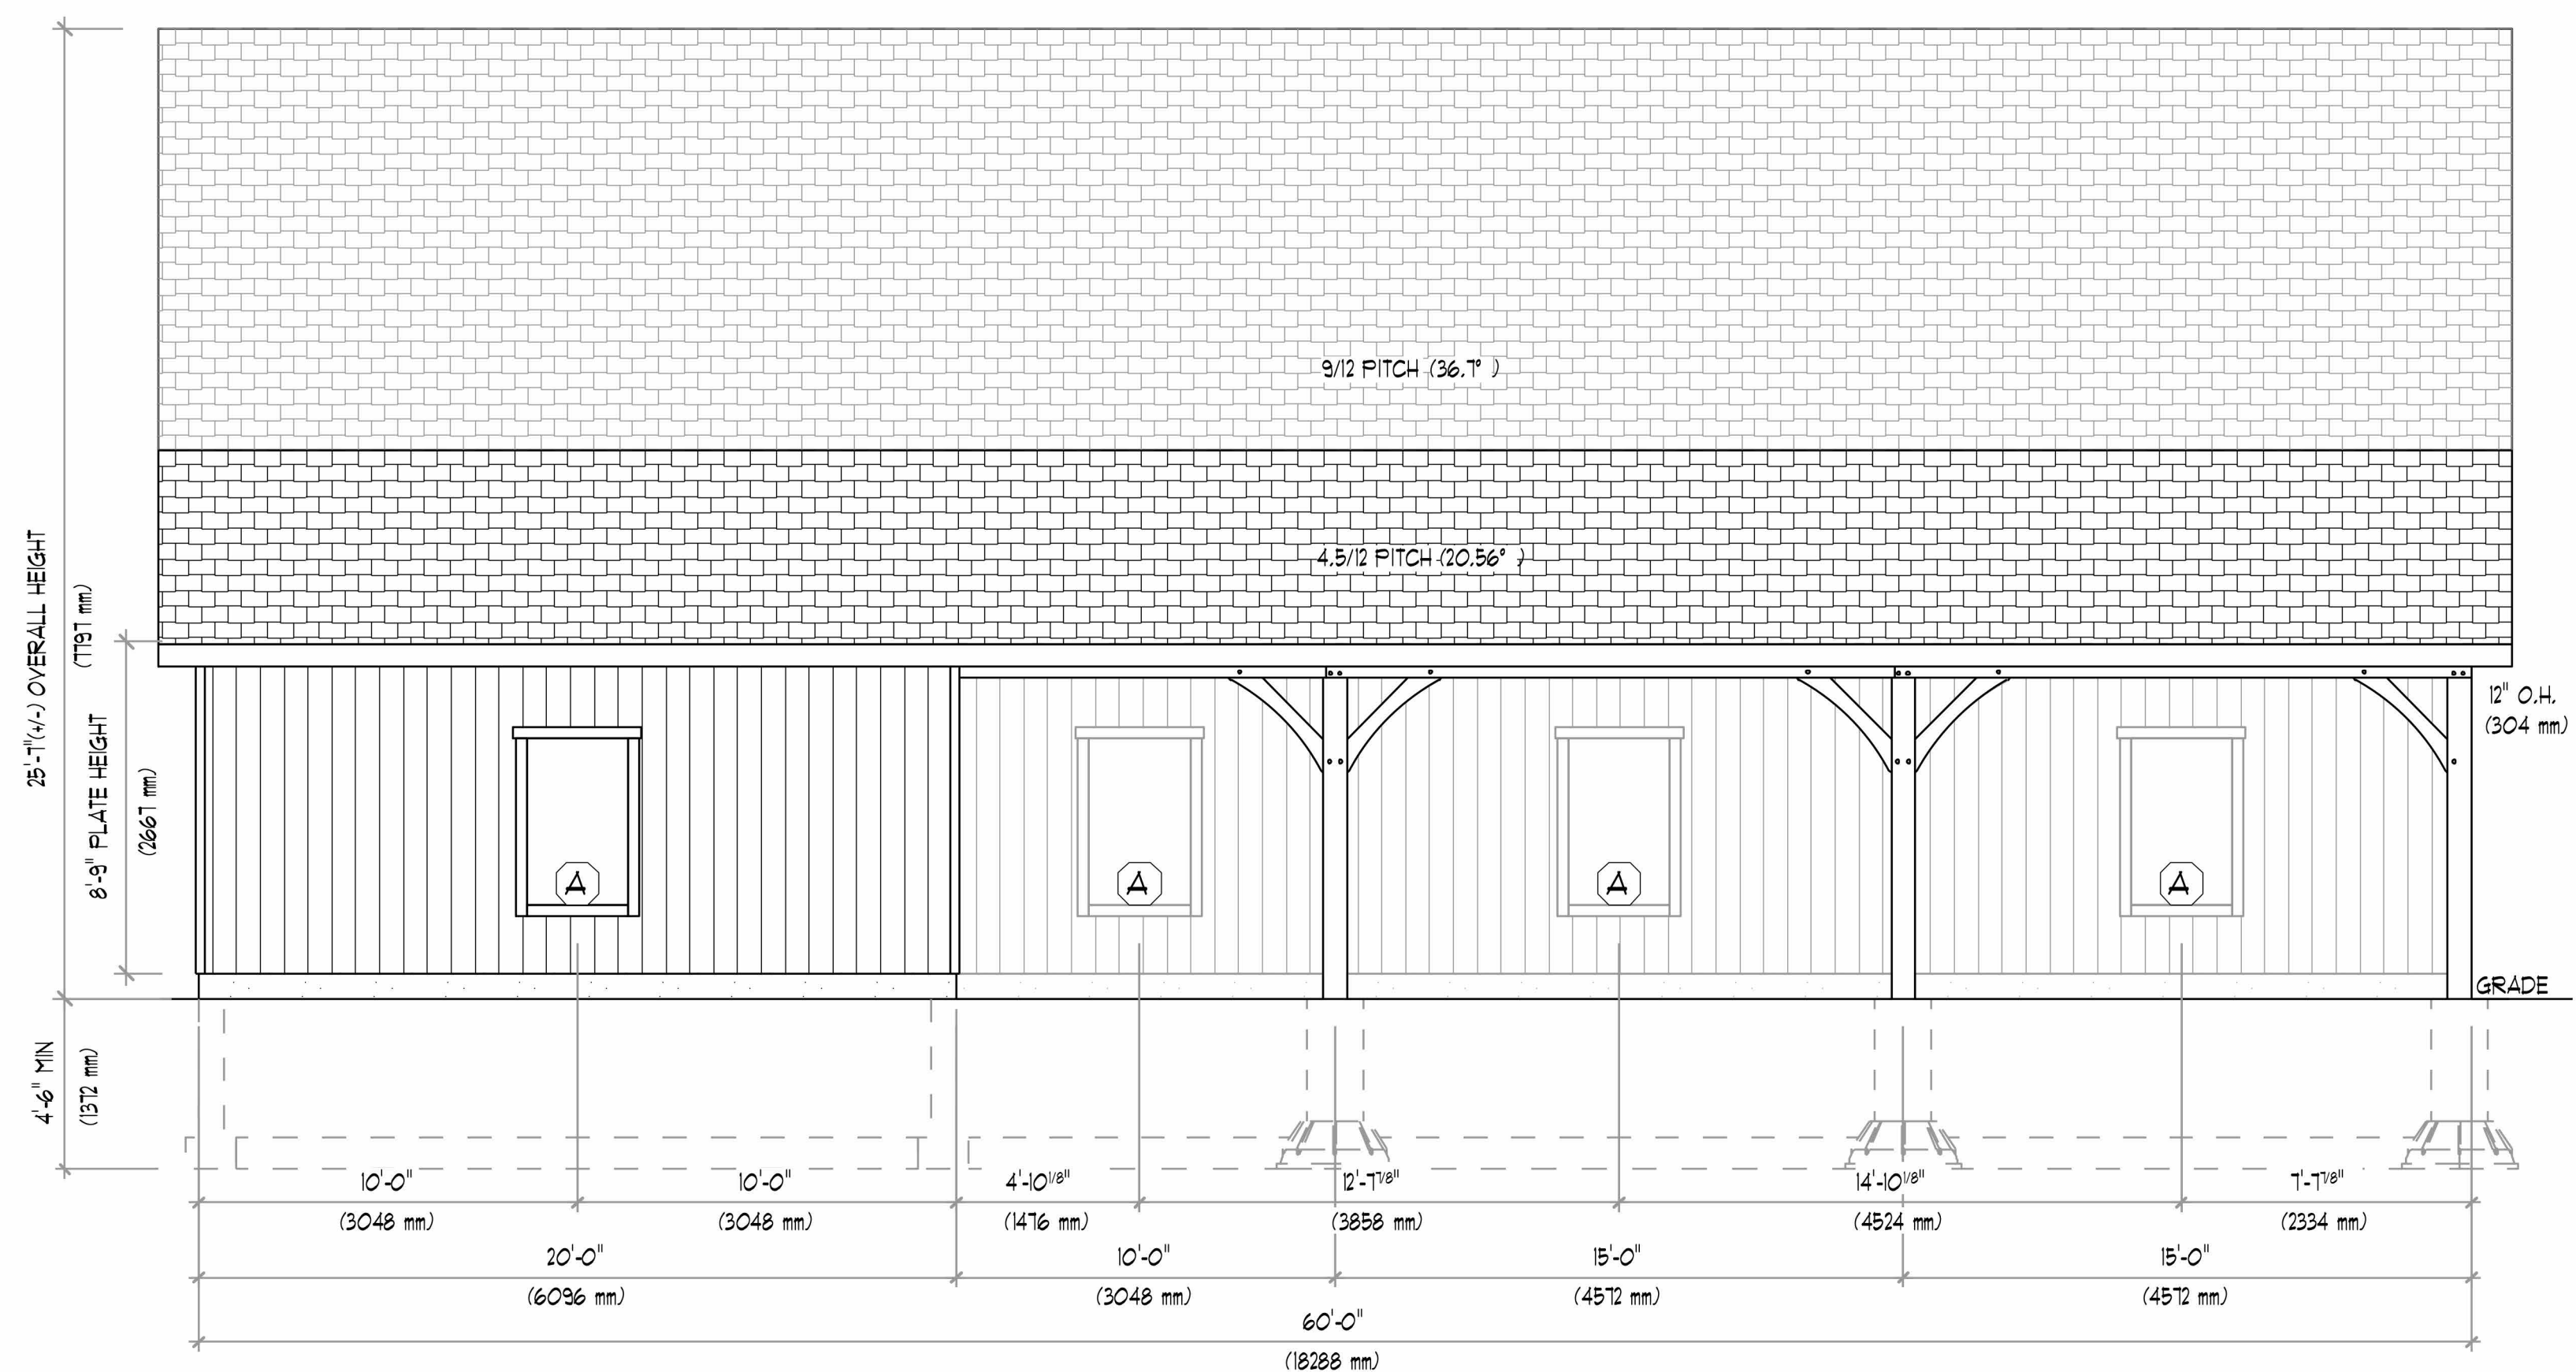 9/12 PITCH (36.7° )
4.5/12 PITCH (20.56° )
25'-7"(+/-) OVERALL HEIGHT
(7797 mm)
8'-9" PLATE HEIGHT
(2667 mm)
12" O.H.
(304 mm)
A
A
A
A
GRADE
4'-6" MIN
(1372 mm)
10'-0" 10'-0" 4'-10 1/8" 12'-7 7/8" 14'-10 1/8" 7'-7 7/8"
(3048 mm) (3048 mm) (1476 mm) (3858 mm) (4524 mm) (2334 mm)
20'-0" 10'-0" 15'-0" 15'-0"
(6096 mm) (3048 mm) (4572 mm) (4572 mm)
60'-0"
(18288 mm)